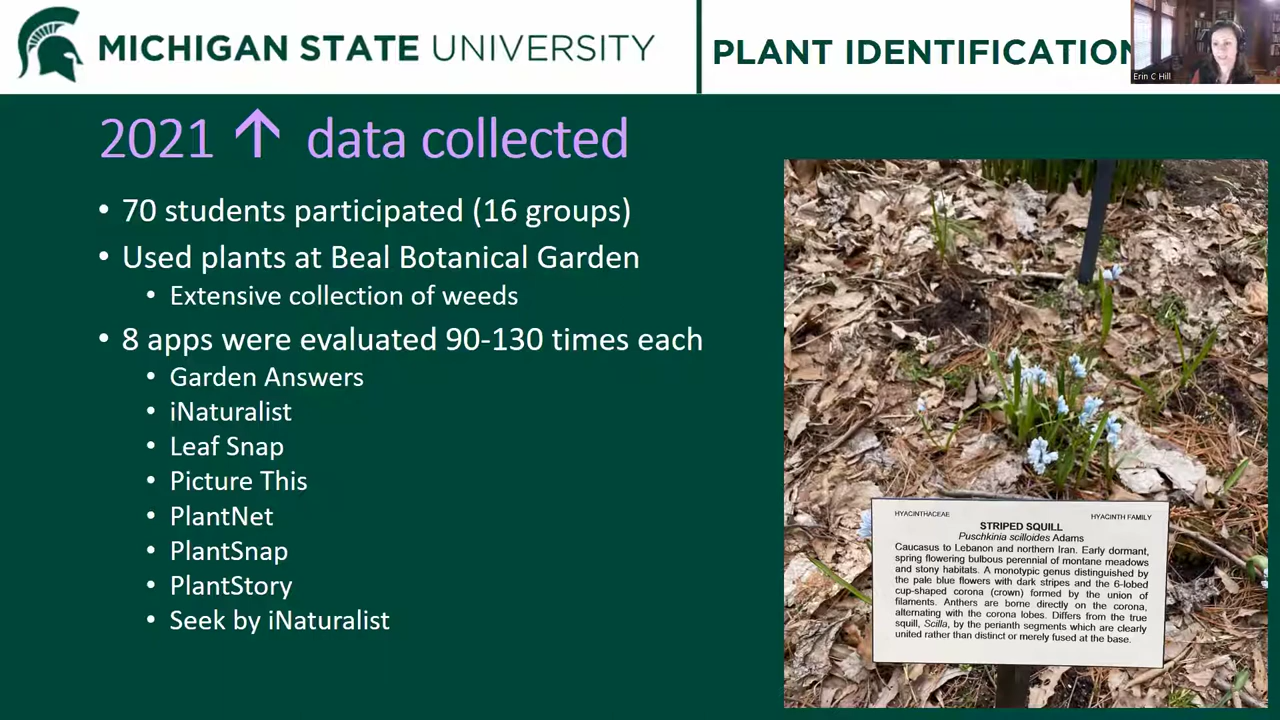 MICHIGAN STATE UNIVERSITY
PLANT IDENTIFICATION
Erin C Hill
2021 ↑ data collected
• 70 students participated (16 groups)
• Used plants at Beal Botanical Garden
• Extensive collection of weeds
• 8 apps were evaluated 90-130 times each
• Garden Answers
• iNaturalist
• Leaf Snap
• Picture This
• PlantNet
• PlantSnap
• PlantStory
• Seek by iNaturalist
HYACINTHACEAE HYACINTH FAMILY
STRIPED SQUILL
Puschkinia scilloides Adams
Caucasus to Lebanon and northern Iran. Early dormant,
spring flowering bulbous perennial of montane meadows
and stony habitats. A monotypic genus distinguished by
the pale blue flowers with dark stripes and the 6-lobed
cup-shaped corona (crown) formed by the union of
filaments. Anthers are borne directly on the corona,
alternating with the corona lobes. Differs from the true
squill, Scilla, by the perianth segments which are clearly
united rather than distinct or merely fused at the base.